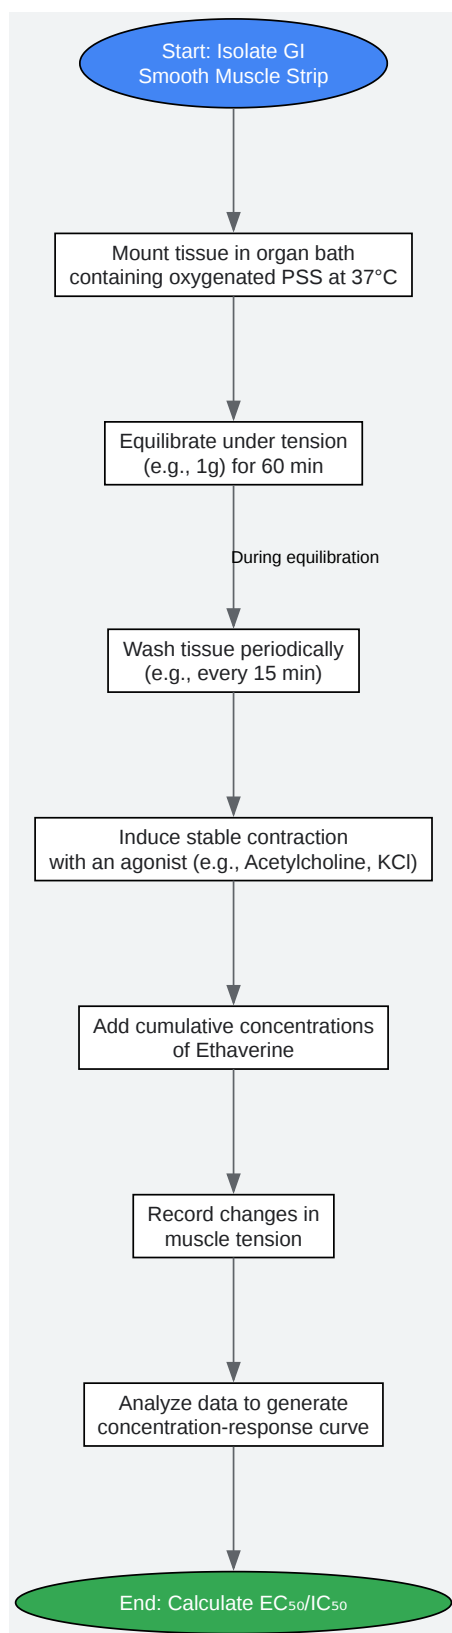 Start: Isolate GI
Smooth Muscle Strip
Mount tissue in organ bath
containing oxygenated PSS at 37°C
Equilibrate under tension
(e.g., 1g) for 60 min
During equilibration
Wash tissue periodically
(e.g., every 15 min)
Induce stable contraction
with an agonist (e.g., Acetylcholine, KCl)
Add cumulative concentrations
of Ethaverine
Record changes in
muscle tension
Analyze data to generate
concentration-response curve
End: Calculate EC₅₀/IC₅₀